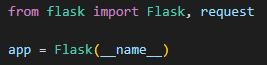 from flask import Flask, request
app = Flask(__name__)